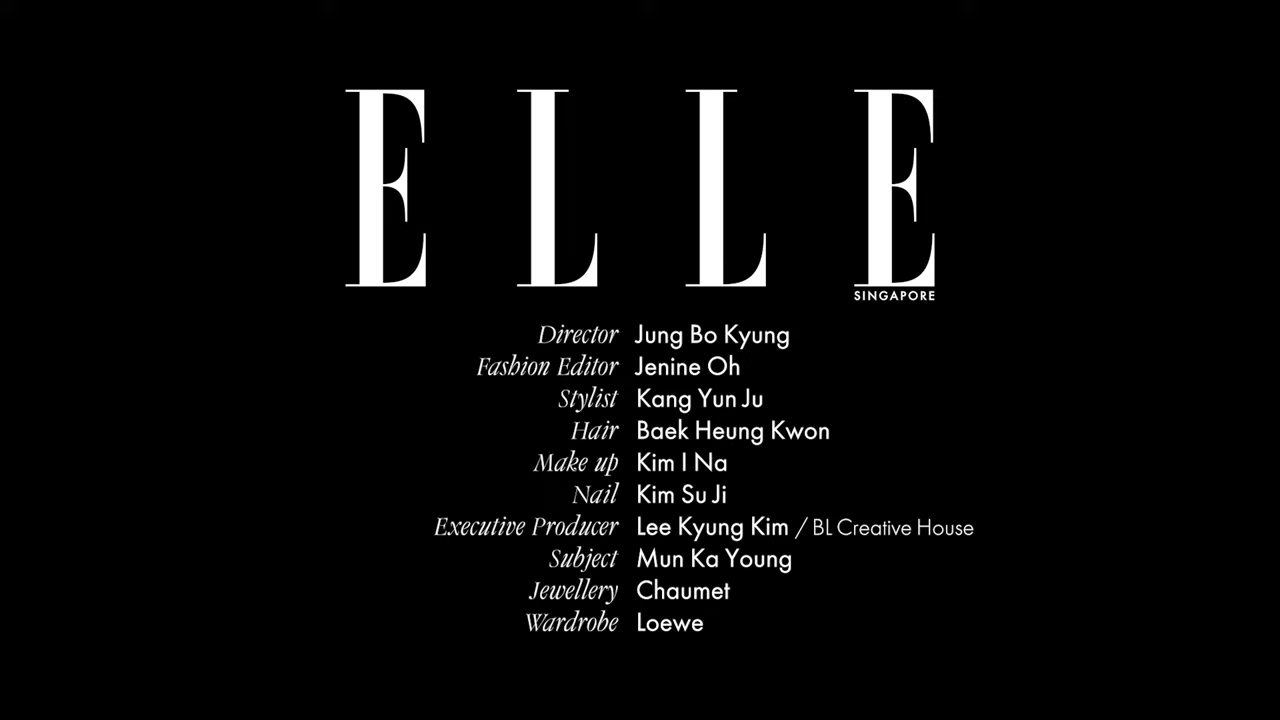 ELLE
SINGAPORE
Director Jung Bo Kyung
Fashion Editor Jenine Oh
Stylist Kang Yun Ju
Hair Baek Heung Kwon
Make up Kim I Na
Nail Kim Su Ji
Executive Producer Lee Kyung Kim / BL Creative House
Subject Mun Ka Young
Jewellery Chaumet
Wardrobe Loewe